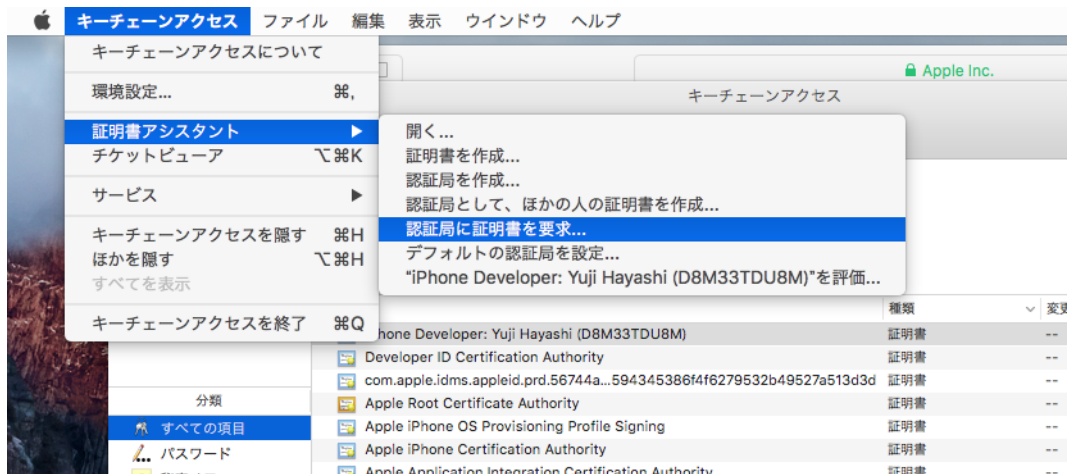 キーチェーンアクセス ファイル 編集 表示 ウインドウ ヘルプ
キーチェーンアクセスについて
環境設定... ⌘,
証明書アシスタント ▶
チケットビューア ⌥⌘K
サービス ▶
キーチェーンアクセスを隠す ⌘H
ほかを隠す ⌥⌘H
すべてを表示
キーチェーンアクセスを終了 ⌘Q
Apple Inc.
キーチェーンアクセス
開く...
証明書を作成...
認証局を作成...
認証局として、ほかの人の証明書を作成...
認証局に証明書を要求...
デフォルトの認証局を設定...
“iPhone Developer: Yuji Hayashi (D8M33TDU8M)”を評価...
種類 変更
hone Developer: Yuji Hayashi (D8M33TDU8M) 証明書 --
Developer ID Certification Authority 証明書 --
com.apple.idms.appleid.prd.56744a...594345386f4f6279532b49527a513d3d 証明書 --
Apple Root Certificate Authority 証明書 --
Apple iPhone OS Provisioning Profile Signing 証明書 --
Apple iPhone Certification Authority 証明書 --
Apple Application Integration Certification Authority 証明書 --
分類
すべての項目
パスワード